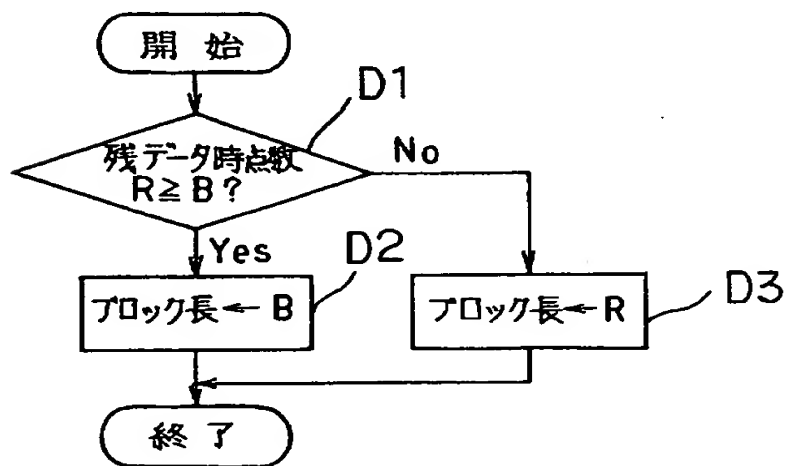 開始
D1
残データ時点数
R≧B?
No
Yes
D2
ブロック長←B
ブロック長←R
D3
終了